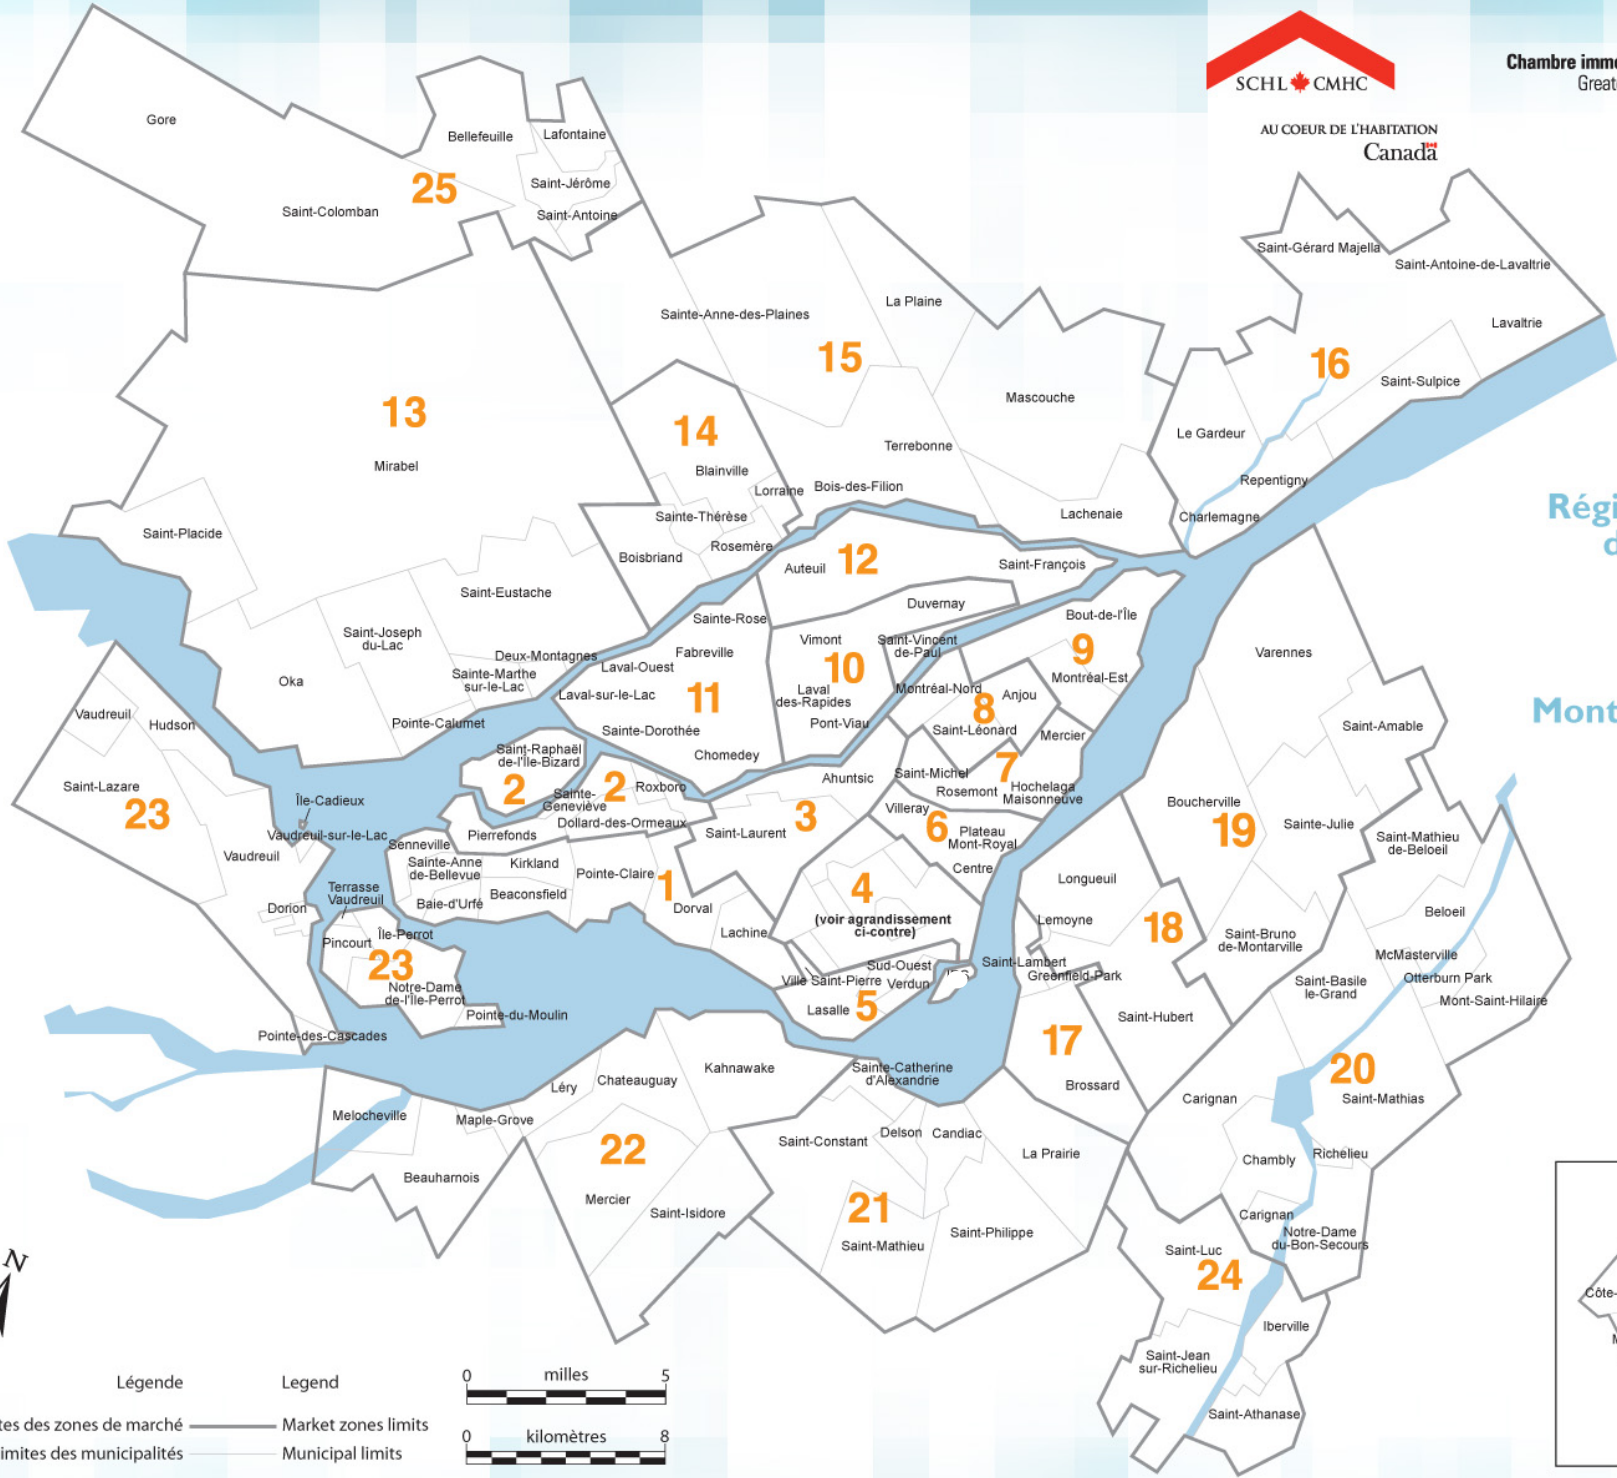 SCHL CMHC
AU COEUR DE L'HABITATION
Canada
Chambre
Great
Gore
Bellefeuille
Lafontaine
Saint-Jérôme
Saint-Antoine
25
Saint-Colomban
Saint-Gérard Majella
Saint-Antoine-de-Lavaltrie
Lavaltrie
16
Saint-Sulpice
Le Gardeur
Repentigny
Charlemagne
La Plaine
Sainte-Anne-des-Plaines
15
Mascouche
Terrebonne
Bois-des-Filion
Lachenaie
13
Mirabel
14
Blainville
Lorraine
Sainte-Thérèse
Rosemère
Boisbriand
Saint-Placide
Saint-Eustache
Saint-Joseph
du-Lac
Oka
Deux-Montagnes
Sainte-Marthe
sur-le-Lac
Pointe-Calumet
12
Auteuil
Saint-François
Duvernay
Sainte-Rose
Fabreville
Laval-Ouest
Laval-sur-le-Lac
11
Sainte-Dorothée
Chomedey
Vimont
Saint-Vincent
de-Paul
10
Laval
des-Rapides
Pont-Viau
Bout-de-l'Île
9
Montréal-Est
Montréal-Nord
Anjou
8
Saint-Léonard
Mercier
7
Saint-Michel
Rosemont
Hochelaga
Maisonneuve
Ahuntsic
Villeray
6
Plateau
Mont-Royal
Centre
3
Saint-Laurent
4
(voir agrandissement
ci-contre)
Saint-Raphaël
de-l'Île-Bizard
2
2
Roxboro
Sainte-
Geneviève
Dollard-des-Ormeaux
Pierrefonds
Senneville
Sainte-Anne
de-Bellevue
Kirkland
Pointe-Claire
1
Beaconsfield
Baie-d'Urfé
Dorval
Lachine
Ville Saint-Pierre
Sud-Ouest
Verdun
Lasalle
5
Vaudreuil
Hudson
Saint-Lazare
23
Île-Cadieux
Vaudreuil-sur-le-Lac
Vaudreuil
Terrasse
Vaudreuil
Dorion
Pincourt
Île-Perrot
23
Notre-Dame
de-l'Île-Perrot
Pointe-du-Moulin
Pointe-des-Cascades
Varennes
Saint-Amable
Boucherville
19
Sainte-Julie
Saint-Mathieu
de-Beloeil
Longueuil
Lemoyne
18
Saint-Bruno
de-Montarville
Saint-Lambert
Greenfield-Park
Saint-Hubert
17
Brossard
Beloeil
McMasterville
Otterburn Park
Mont-Saint-Hilaire
Saint-Basile
le-Grand
20
Saint-Mathias
Carignan
Chambly
Richelieu
Carignan
Notre-Dame
du-Bon-Secours
Saint-Luc
24
Iberville
Saint-Jean
sur-Richelieu
Saint-Athanase
Sainte-Catherine
d'Alexandrie
Saint-Constant
Delson
Candiac
La Prairie
21
Saint-Mathieu
Saint-Philippe
Kahnawake
Chateauguay
Léry
22
Mercier
Saint-Isidore
Melocheville
Maple-Grove
Beauharnois
Régi
d
Mont
Côte-
N
Légende
Legend
tes des zones de marché
Market zones limits
imites des municipalités
Municipal limits
0 milles 5
0 kilomètres 8